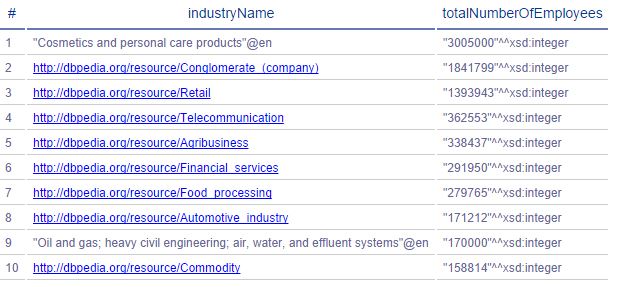 # industryName totalNumberOfEmployees
1 "Cosmetics and personal care products"@en "3005000"^^xsd:integer
2 http://dbpedia.org/resource/Conglomerate_(company) "1841799"^^xsd:integer
3 http://dbpedia.org/resource/Retail "1393943"^^xsd:integer
4 http://dbpedia.org/resource/Telecommunication "362553"^^xsd:integer
5 http://dbpedia.org/resource/Agribusiness "338437"^^xsd:integer
6 http://dbpedia.org/resource/Financial_services "291950"^^xsd:integer
7 http://dbpedia.org/resource/Food_processing "279765"^^xsd:integer
8 http://dbpedia.org/resource/Automotive_industry "171212"^^xsd:integer
9 "Oil and gas; heavy civil engineering; air, water, and effluent systems"@en "170000"^^xsd:integer
10 http://dbpedia.org/resource/Commodity "158814"^^xsd:integer